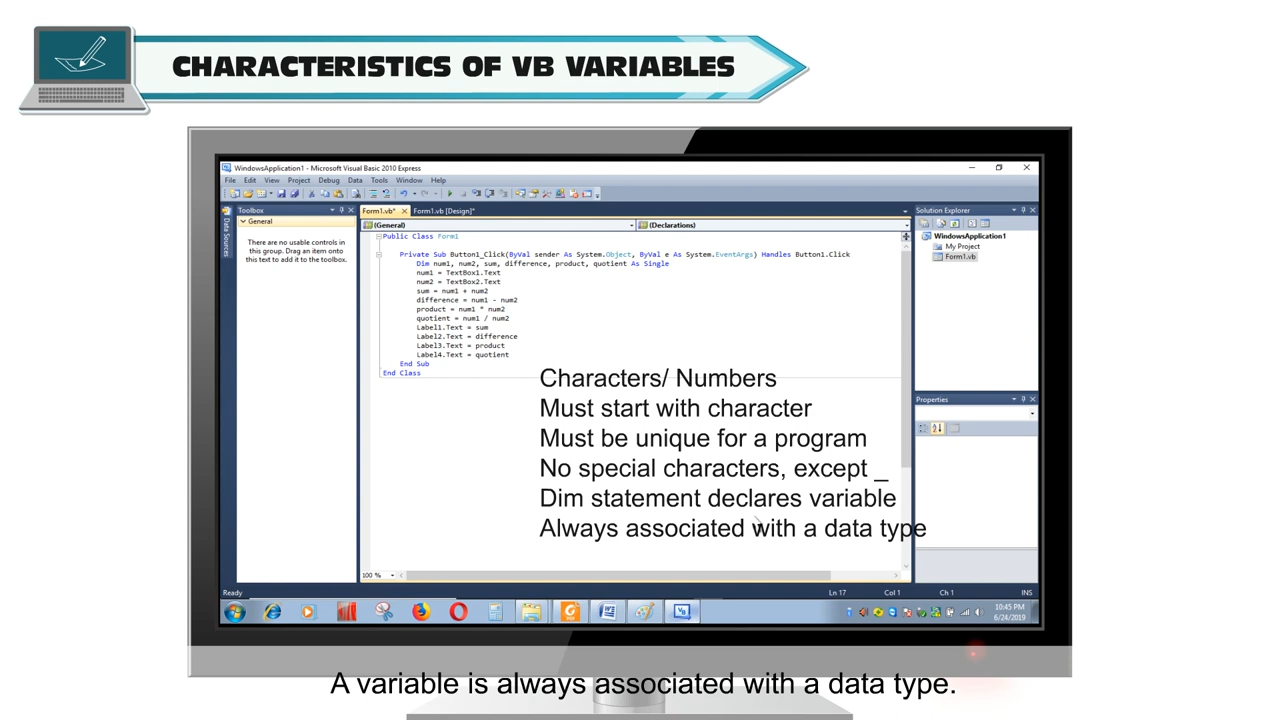 CHARACTERISTICS OF VB VARIABLES
WindowsApplication1 - Microsoft Visual Basic 2010 Express
File Edit View Project Debug Data Tools Window Help
Toolbox
General
There are no usable controls in
this group. Drag an item onto
this text to add it to the toolbox.
Data Sources
Form1.vb* Form1.vb [Design]*
(General) (Declarations)
Public Class Form1
Private Sub Button1_Click(ByVal sender As System.Object, ByVal e As System.EventArgs) Handles Button1.Click
Dim num1, num2, sum, difference, product, quotient As Single
num1 = TextBox1.Text
num2 = TextBox2.Text
sum = num1 + num2
difference = num1 - num2
product = num1 * num2
quotient = num1 / num2
Label1.Text = sum
Label2.Text = difference
Label3.Text = product
Label4.Text = quotient
End Sub
End Class
Solution Explorer
WindowsApplication1
My Project
Form1.vb
Properties
Characters/ Numbers
Must start with character
Must be unique for a program
No special characters, except _
Dim statement declares variable
Always associated with a data type
100 %
Ready Ln 17 Col 1 Ch 1 INS
10:45 PM
6/24/2019
A variable is always associated with a data type.